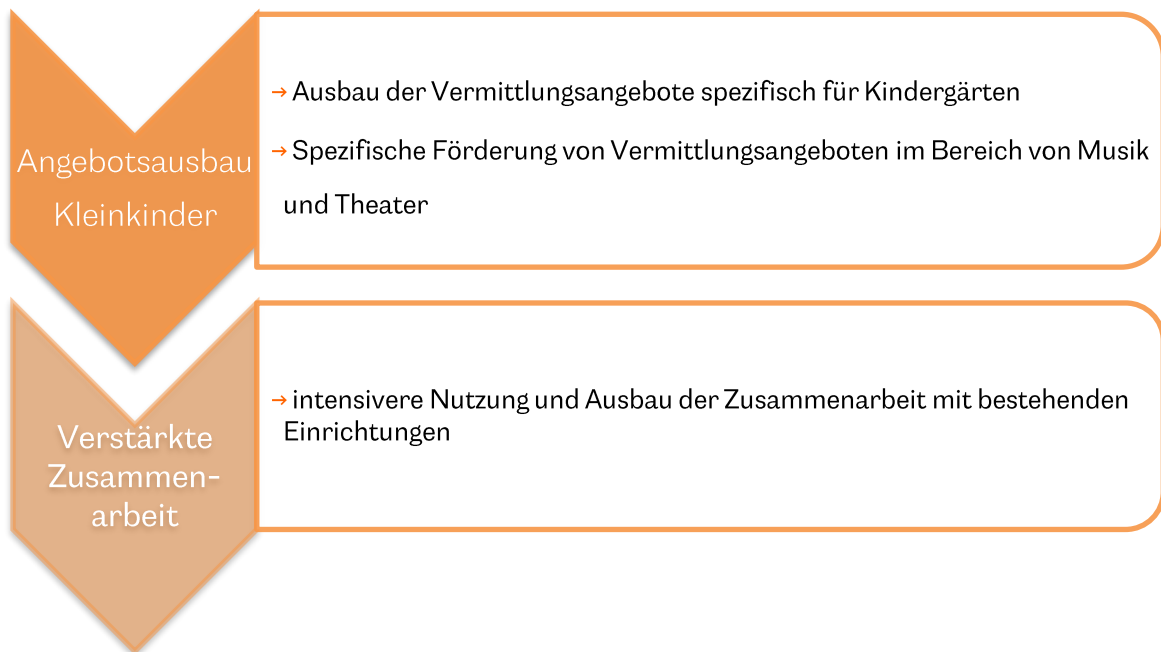 Angebotsausbau
Kleinkinder
→ Ausbau der Vermittlungsangebote spezifisch für Kindergärten
→ Spezifische Förderung von Vermittlungsangeboten im Bereich von Musik
und Theater
Verstärkte
Zusammen-
arbeit
→ intensivere Nutzung und Ausbau der Zusammenarbeit mit bestehenden
Einrichtungen